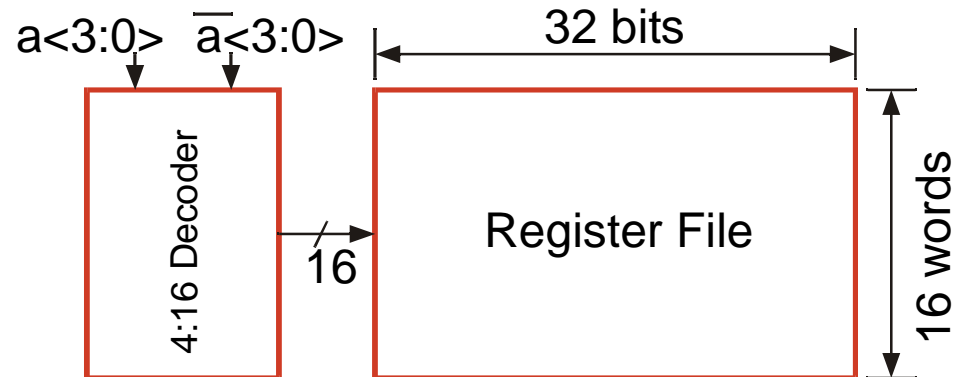 a<3:0> a̅<3:0>
32 bits
4:16 Decoder
16
Register File
16 words